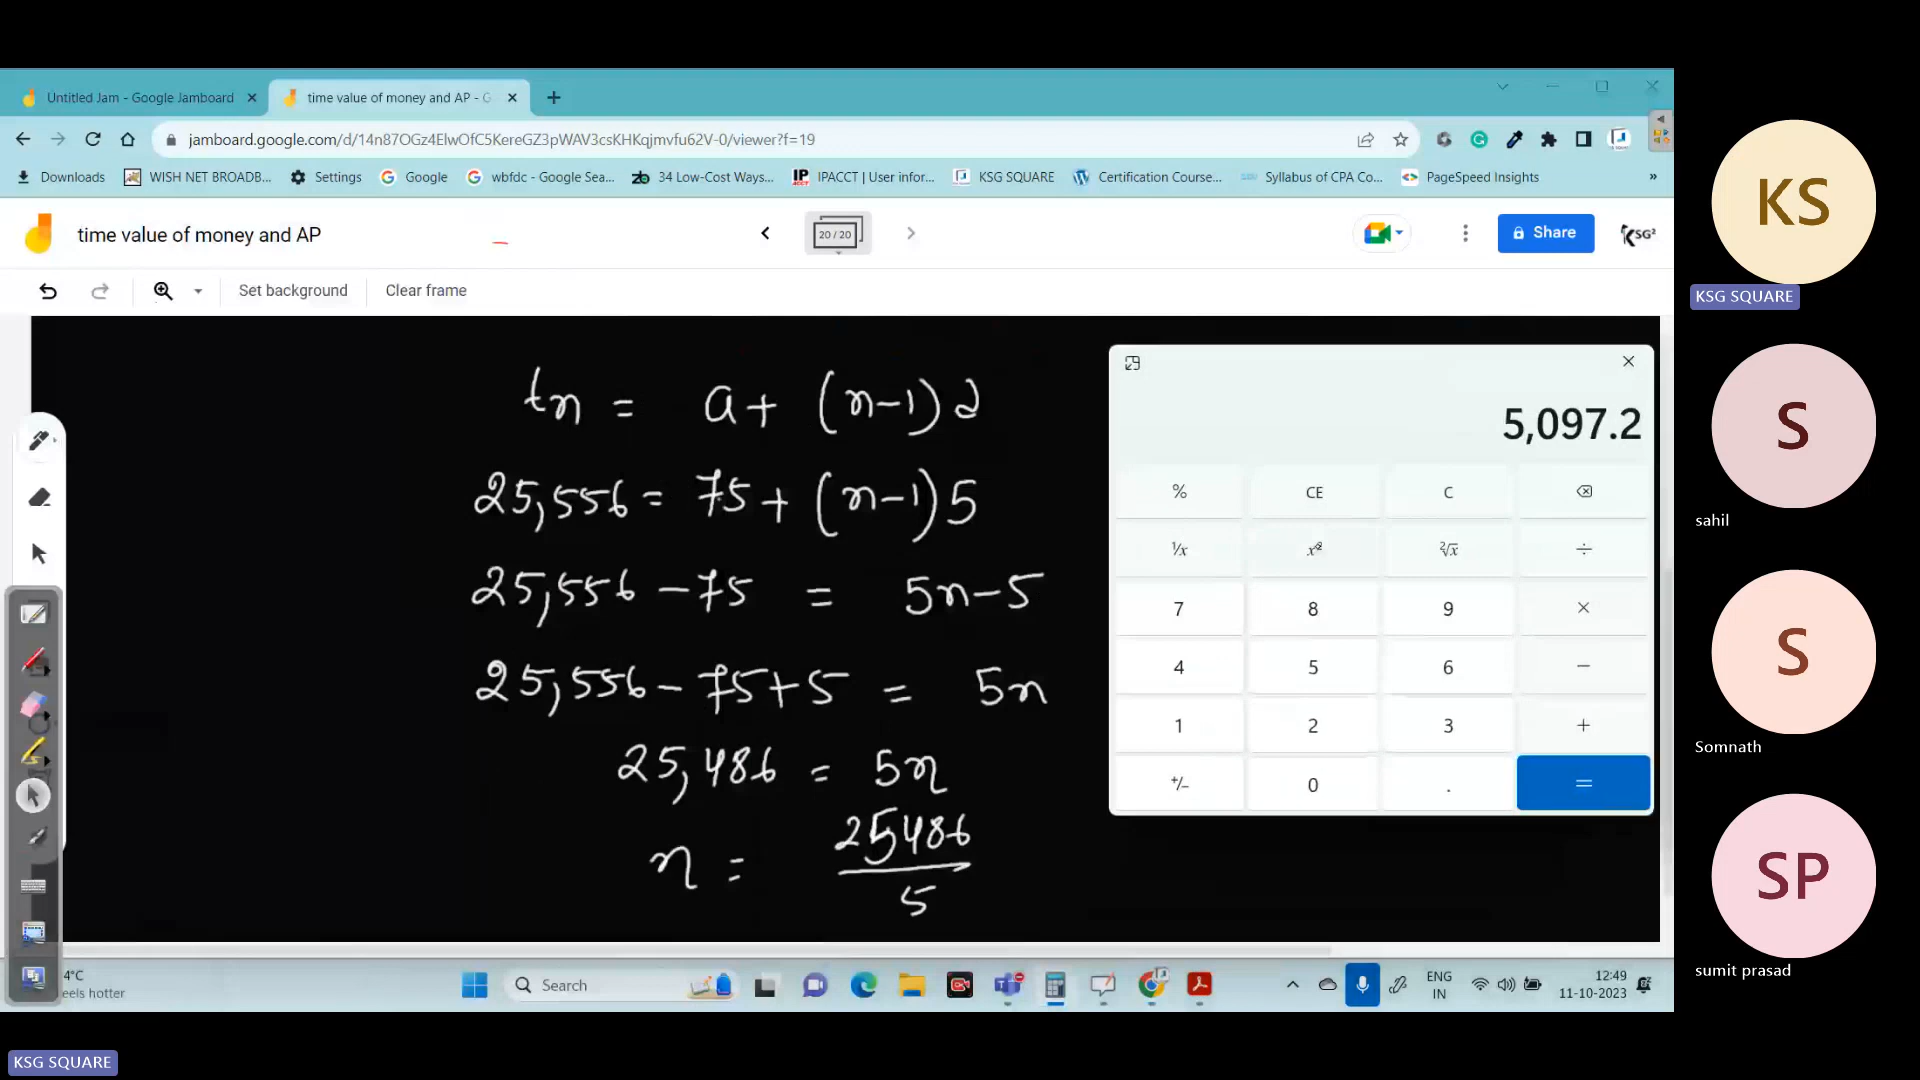 Untitled Jam - Google Jamboard
time value of money and AP - G
jamboard.google.com/d/14n87OGz4ElwOfC5KereGZ3pWAV3csKHKqjmvfu62V-0/viewer?f=19
Downloads WISH NET BROADB... Settings Google wbfdc - Google Sea... 34 Low-Cost Ways... IPACCT | User infor... KSG SQUARE Certification Course... Syllabus of CPA Co... PageSpeed Insights »
time value of money and AP
20 / 20
Share
KSG²
Set background Clear frame
tn = a + (n-1) d
25,556 = 75 + (n-1) 5
25,556 - 75 = 5n - 5
25,556 - 75 + 5 = 5n
25,486 = 5n
n = 25486
5
5,097.2
% CE C
¹/x x² ²√x ÷
7 8 9 ×
4 5 6 −
1 2 3 +
+/− 0 . =
4°C
eels hotter
Search
ENG
IN
12:49
11-10-2023
KS
KSG SQUARE
S
sahil
S
Somnath
SP
sumit prasad
KSG SQUARE